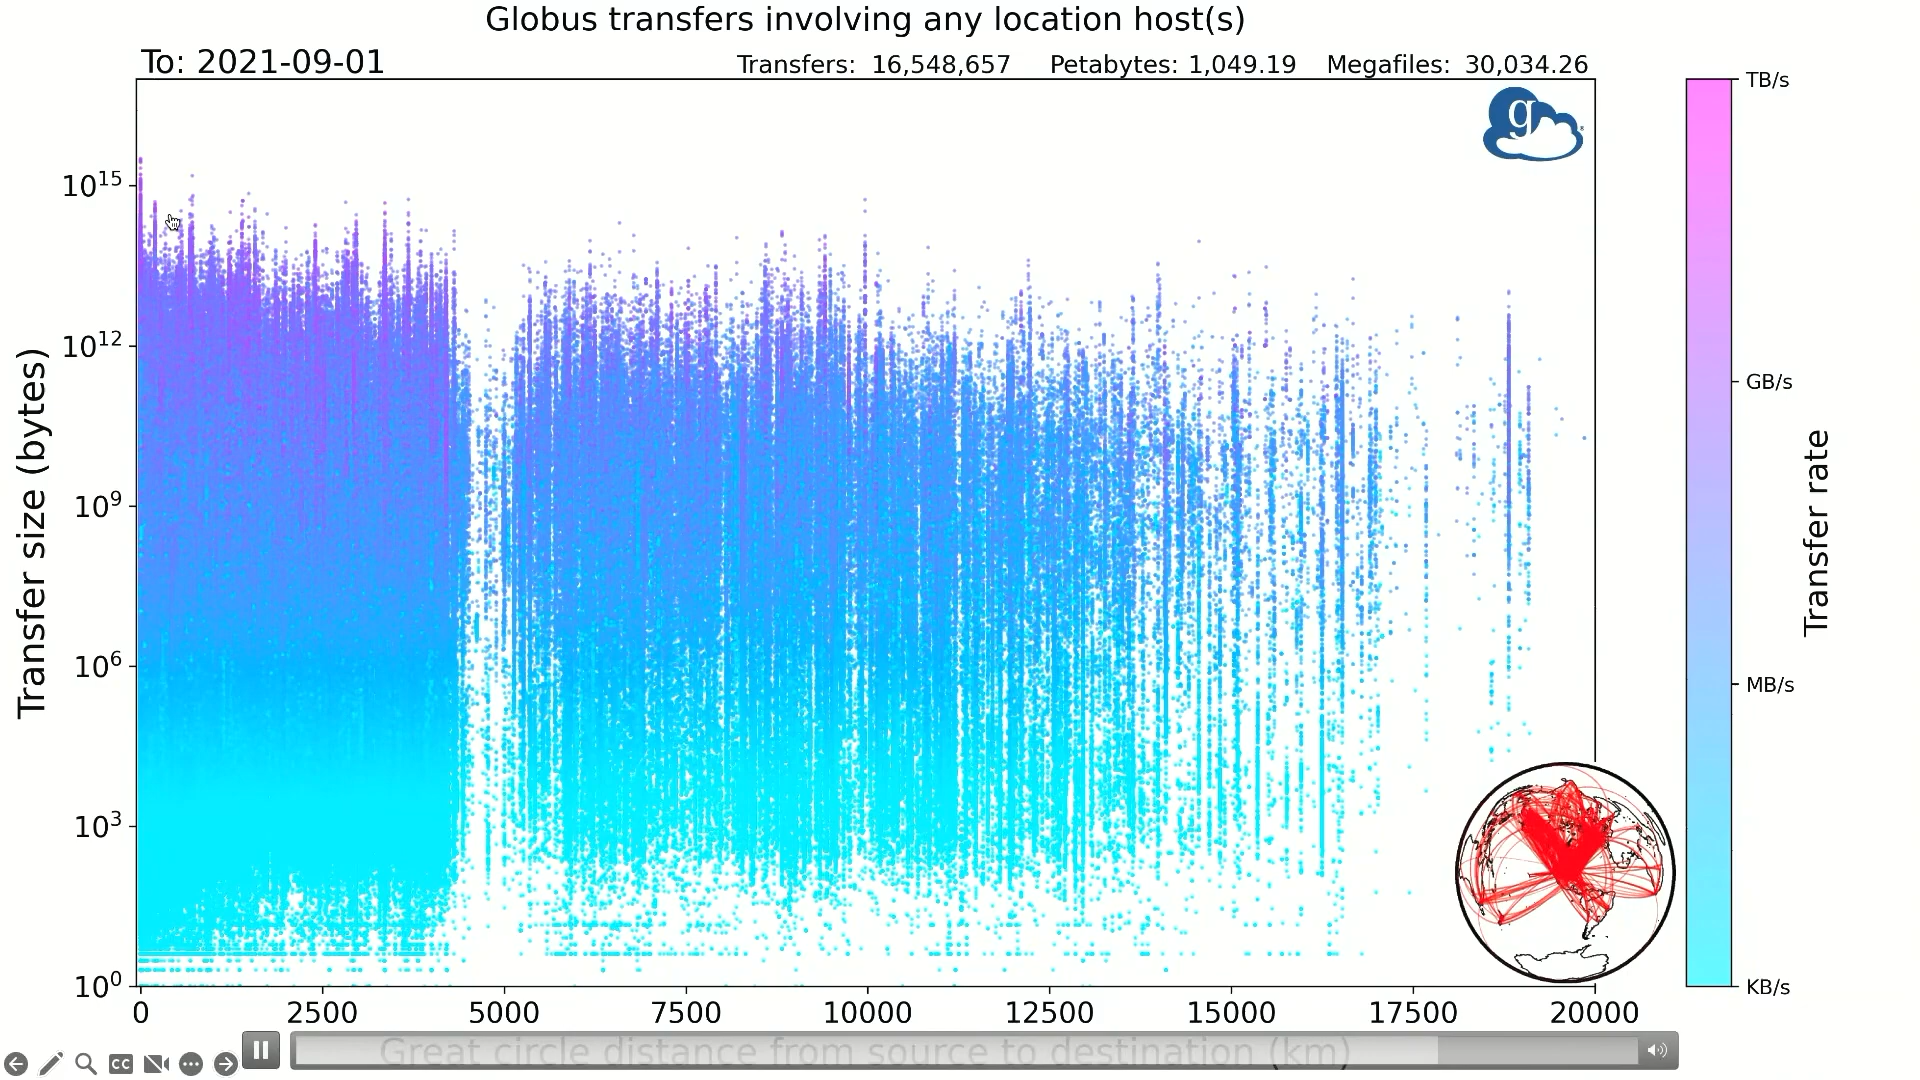 Globus transfers involving any location host(s)
To: 2021-09-01
Transfers: 16,548,657 Petabytes: 1,049.19 Megafiles: 30,034.26
g
TB/s
GB/s
MB/s
KB/s
Transfer rate
Transfer size (bytes)
10¹⁵
10¹²
10⁹
10⁶
10³
10⁰
0 2500 5000 7500 10000 12500 15000 17500 20000
Great circle distance from source to destination (km)
CC